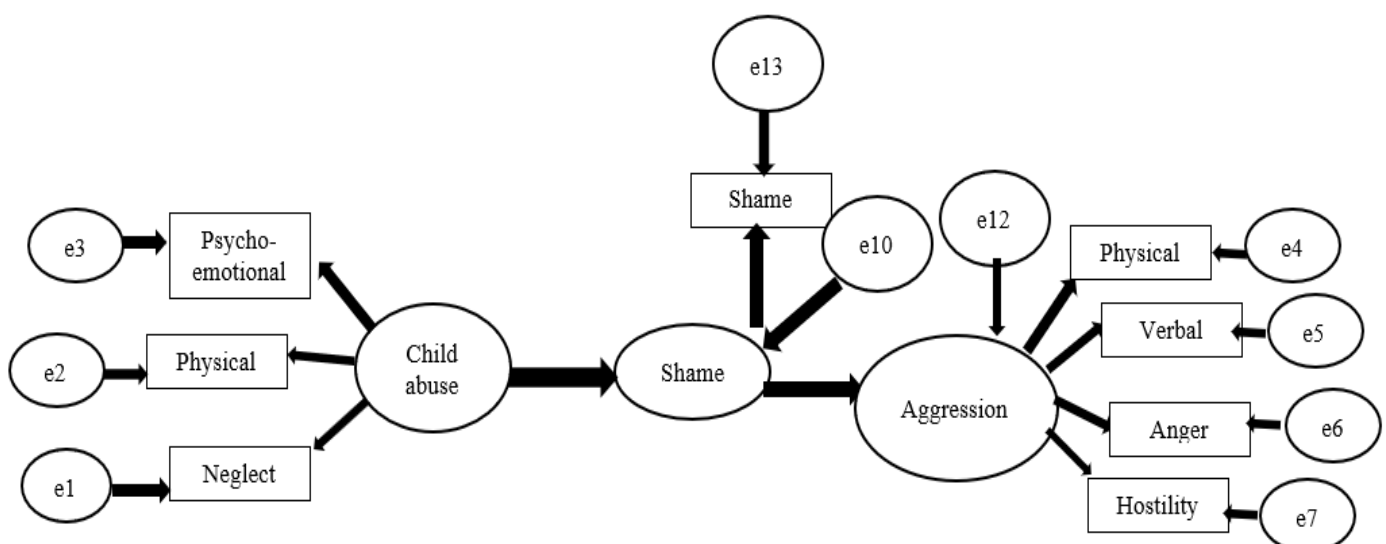 e13
Shame
e10
e12
e3
Psycho-
emotional
Physical
e4
e2
Physical
Child
abuse
Shame
Verbal
e5
Aggression
Anger
e6
e1
Neglect
Hostility
e7